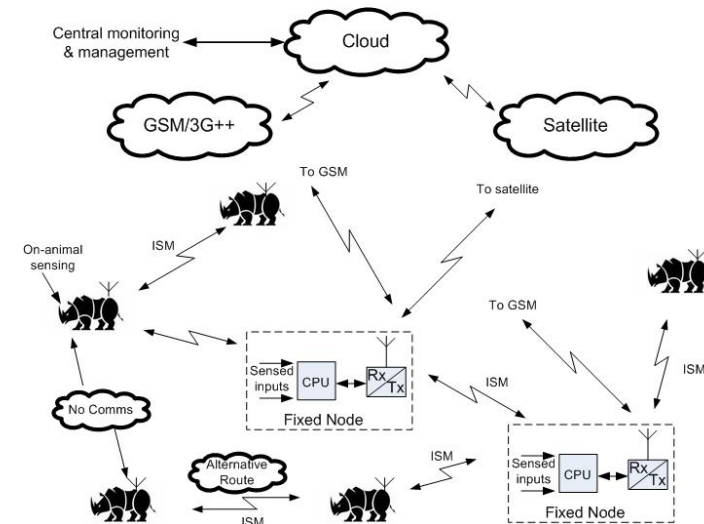 Central monitoring
& management
Cloud
GSM/3G++
Satellite
To GSM
To satellite
ISM
On-animal
sensing
To GSM
ISM
Sensed
inputs
CPU
Rx
Tx
Fixed Node
ISM
No Comms
Alternative
Route
ISM
ISM
Sensed
inputs
CPU
Rx
Tx
Fixed Node